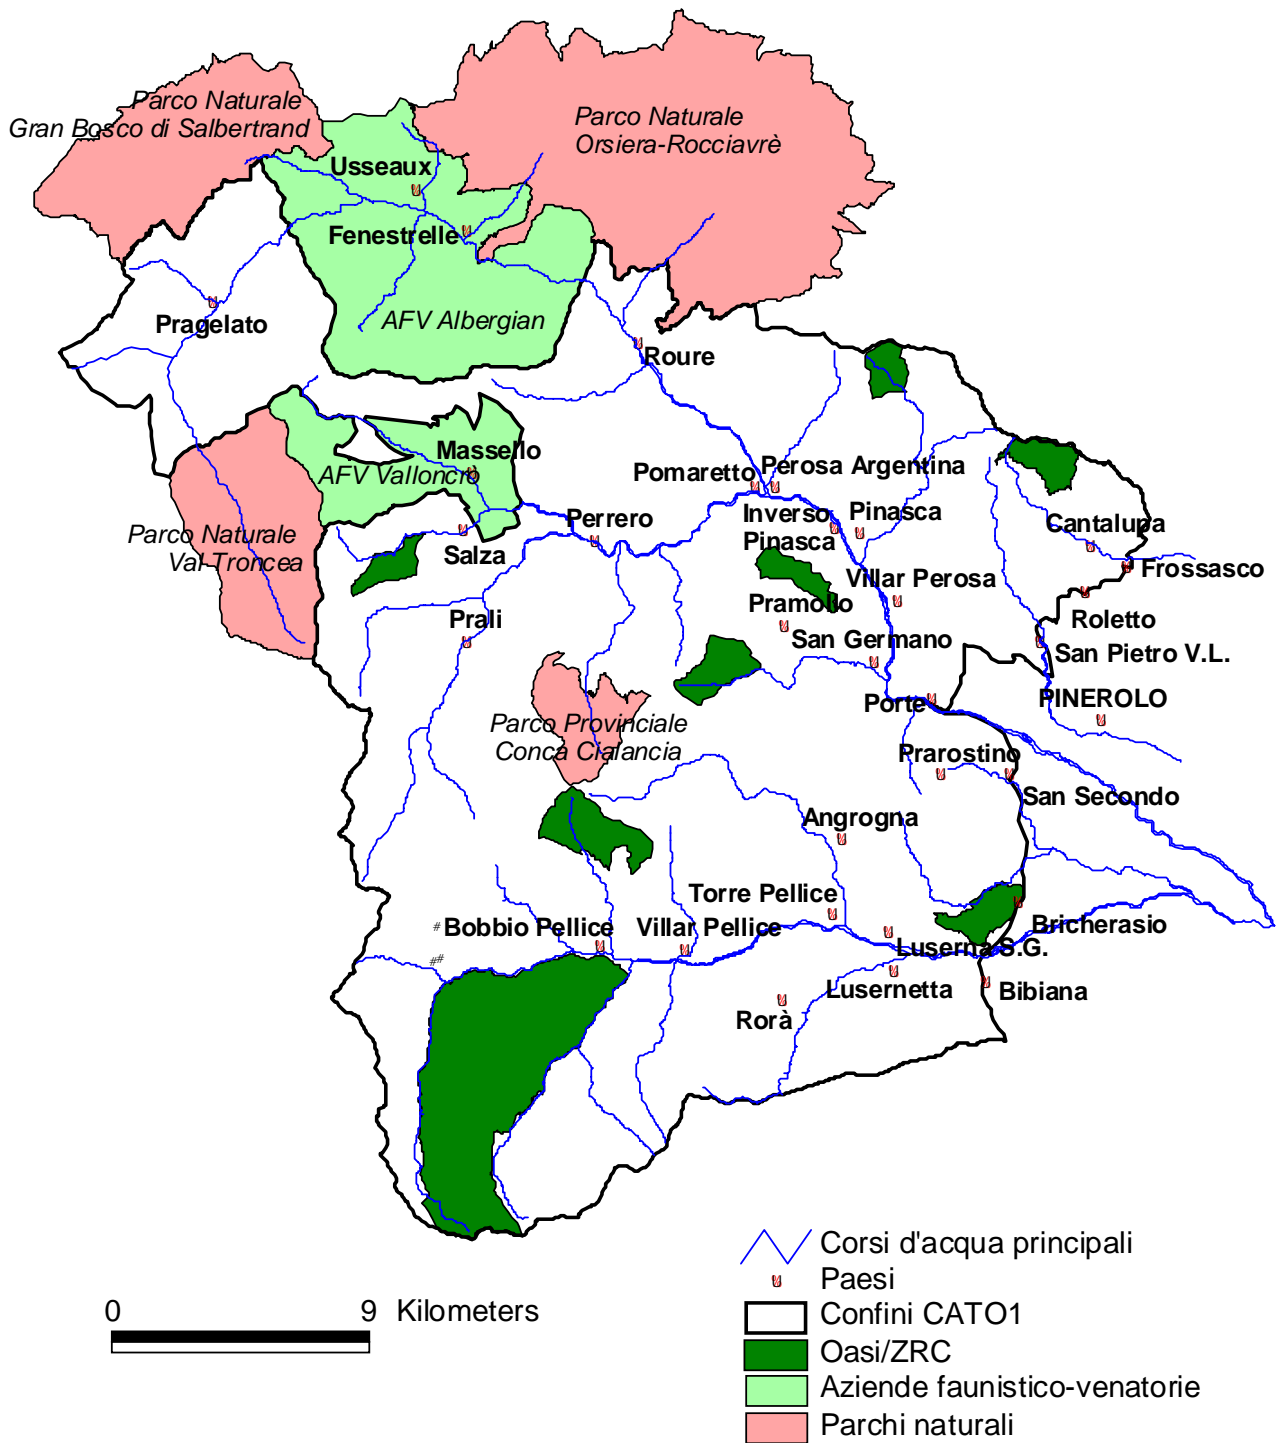 Parco Naturale
Gran Bosco di Salbertrand
Parco Naturale
Orsiera-Rocciavrè
Usseaux
Fenestrelle
AFV Albergian
Pragelato
Roure
Massello
AFV Valloncrò
Pomaretto
Perosa Argentina
Inverso
Pinasca
Pinasca
Cantalupa
Perrero
Parco Naturale
Val Troncea
Salza
Frossasco
Villar Perosa
Pramollo
Roletto
Prali
San Germano
San Pietro V.L.
Porte
PINEROLO
Parco Provinciale
Conca Cialancia
Prarostino
San Secondo
Angrogna
Torre Pellice
Bobbio Pellice
Villar Pellice
Bricherasio
Luserna S.G.
Lusernetta
Bibiana
Rorà
#
##
0 9 Kilometers
Corsi d'acqua principali
Paesi
Confini CATO1
Oasi/ZRC
Aziende faunistico-venatorie
Parchi naturali